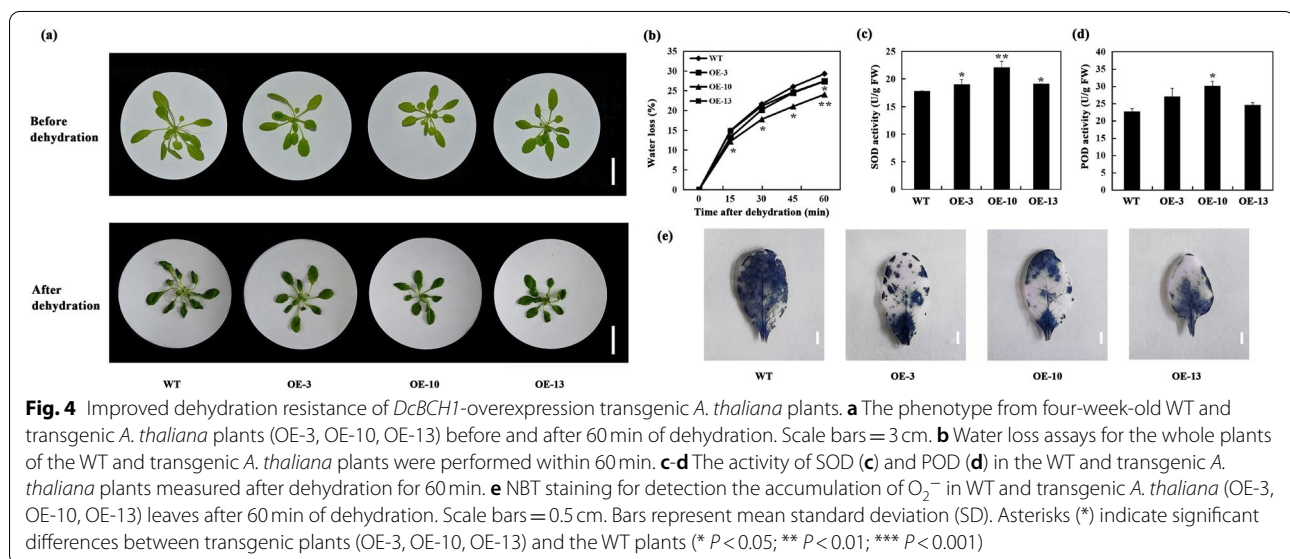 (a)
Before
dehydration
After
dehydration
WT OE-3 OE-10 OE-13
(b)
Water loss (%)
35
30
25
20
15
10
5
0
WT
OE-3
OE-10
OE-13
*
*
*
*
**
0 15 30 45 60
Time after dehydration (min)
(c)
SOD activity (U/g FW)
25
20
15
10
5
0
* ** *
WT OE-3 OE-10 OE-13
(d)
POD activity (U/g FW)
40
35
30
25
20
15
10
5
0
*
WT OE-3 OE-10 OE-13
(e)
WT OE-3 OE-10 OE-13
Fig. 4 Improved dehydration resistance of DcBCH1-overexpression transgenic A. thaliana plants. a The phenotype from four-week-old WT and
transgenic A. thaliana plants (OE-3, OE-10, OE-13) before and after 60 min of dehydration. Scale bars = 3 cm. b Water loss assays for the whole plants
of the WT and transgenic A. thaliana plants were performed within 60 min. c-d The activity of SOD (c) and POD (d) in the WT and transgenic A.
thaliana plants measured after dehydration for 60 min. e NBT staining for detection the accumulation of O₂⁻ in WT and transgenic A. thaliana (OE-3,
OE-10, OE-13) leaves after 60 min of dehydration. Scale bars = 0.5 cm. Bars represent mean standard deviation (SD). Asterisks (*) indicate significant
differences between transgenic plants (OE-3, OE-10, OE-13) and the WT plants (* P < 0.05; ** P < 0.01; *** P < 0.001)